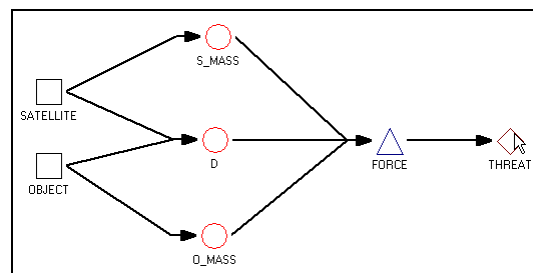 S_MASS
SATELLITE
D
FORCE
THREAT
OBJECT
O_MASS